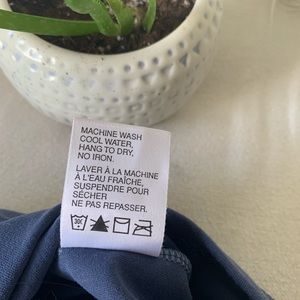 MACHINE WASH
COOL WATER,
HANG TO DRY,
NO IRON.
LAVER À LA MACHINE
À L'EAU FRAÎCHE,
SUSPENDRE POUR
SÉCHER
NE PAS REPASSER.